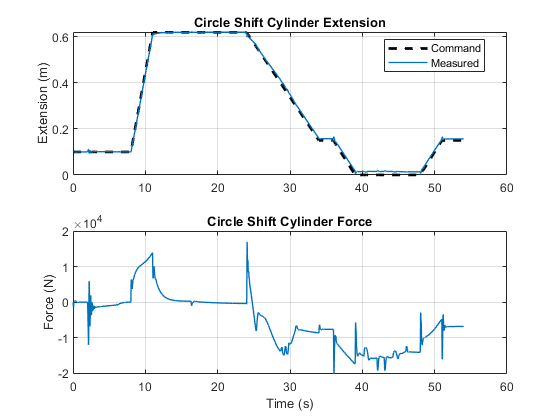 Circle Shift Cylinder Extension
0.6
0.4
0.2
0
Extension (m)
Command
Measured
0 10 20 30 40 50 60
Circle Shift Cylinder Force
×10⁴
2
1
0
-1
-2
Force (N)
0 10 20 30 40 50 60
Time (s)